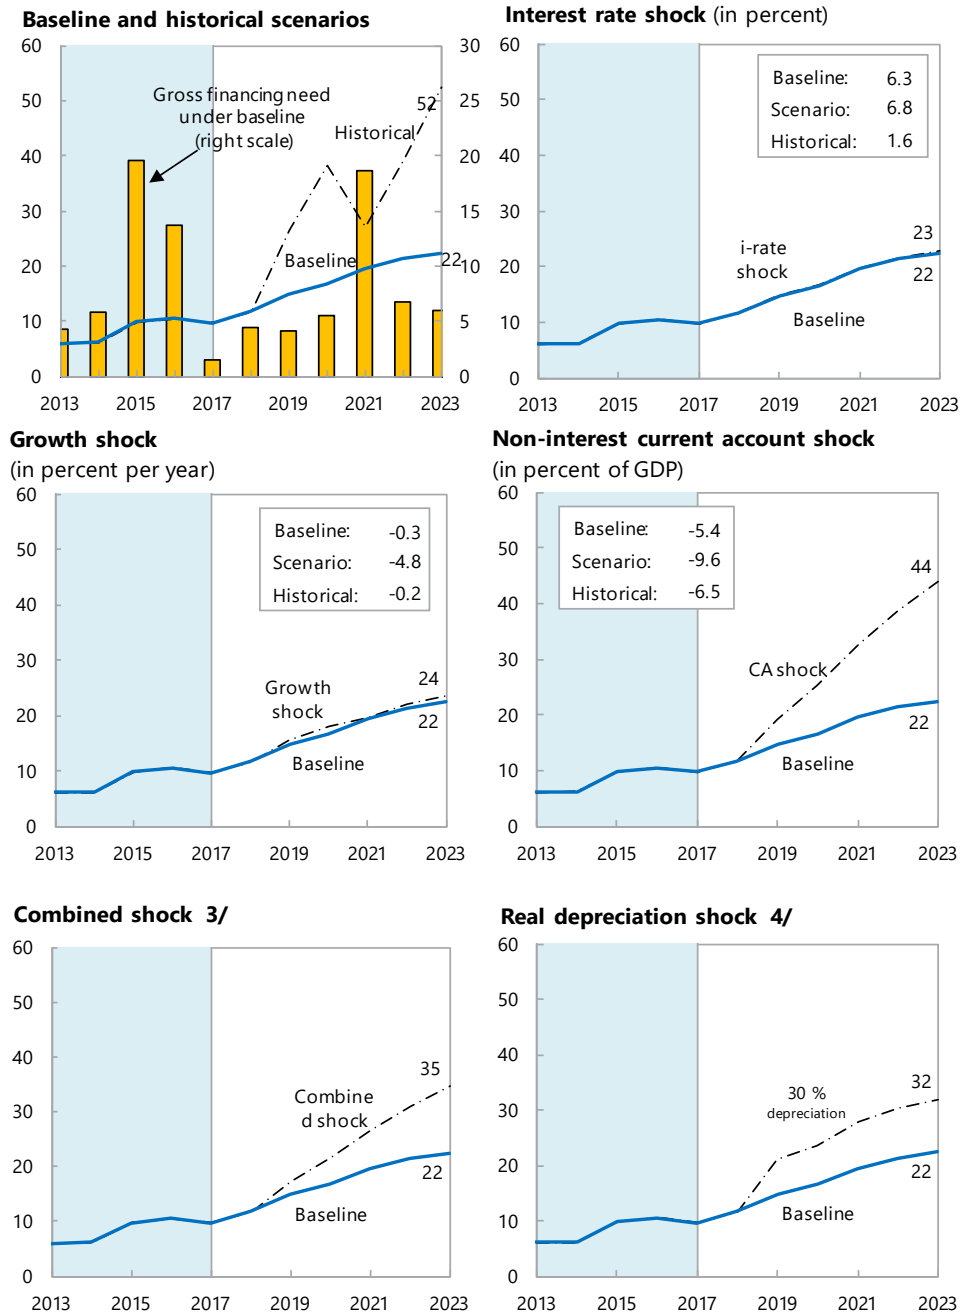 Baseline and historical scenarios
60
50
40
30
20
10
0
30
25
20
15
10
5
0
Gross financing need
under baseline
(right scale)
52
Historical
Baseline
22
2013 2015 2017 2019 2021 2023
Interest rate shock (in percent)
60
50
40
30
20
10
0
Baseline: 6.3
Scenario: 6.8
Historical: 1.6
23
i-rate
shock
22
Baseline
2013 2015 2017 2019 2021 2023
Growth shock
(in percent per year)
60
50
40
30
20
10
0
Baseline: -0.3
Scenario: -4.8
Historical: -0.2
24
Growth
shock
22
Baseline
2013 2015 2017 2019 2021 2023
Non-interest current account shock
(in percent of GDP)
60
50
40
30
20
10
0
Baseline: -5.4
Scenario: -9.6
Historical: -6.5
44
CA shock
22
Baseline
2013 2015 2017 2019 2021 2023
Combined shock 3/
60
50
40
30
20
10
0
35
Combine
d shock
22
Baseline
2013 2015 2017 2019 2021 2023
Real depreciation shock 4/
60
50
40
30
20
10
0
32
30 %
depreciation
22
Baseline
2013 2015 2017 2019 2021 2023